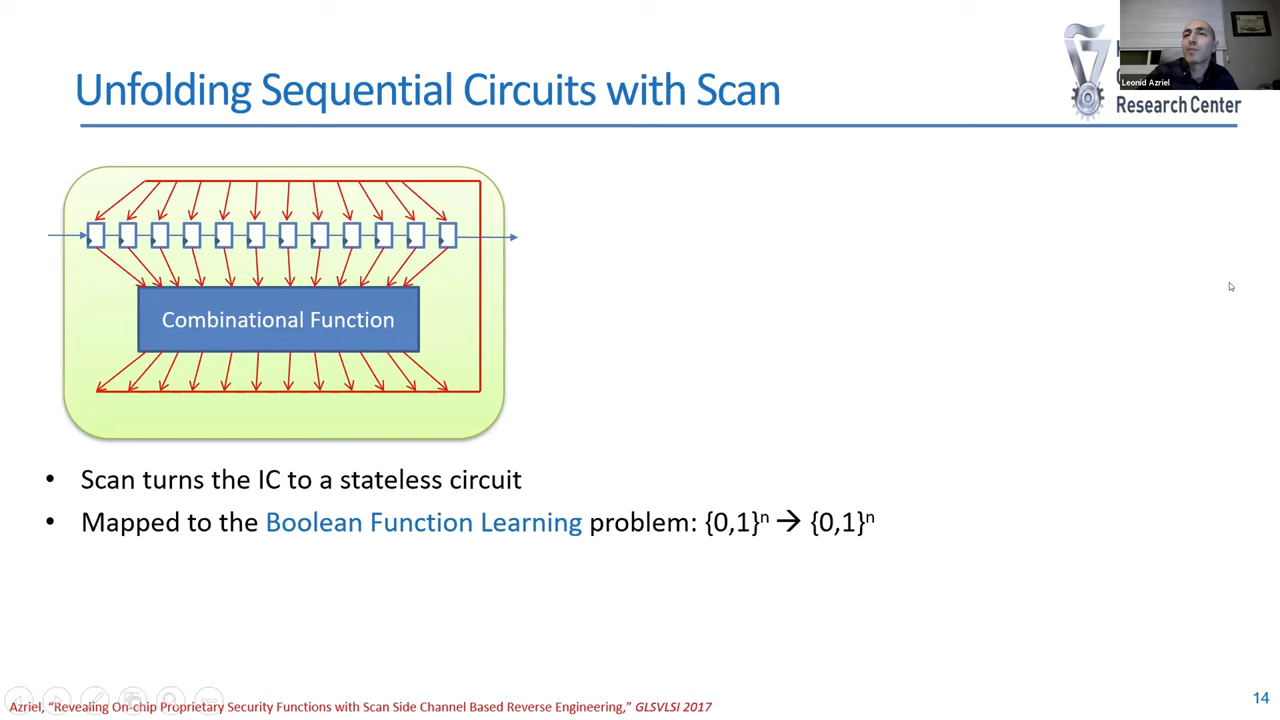 Unfolding Sequential Circuits with Scan
Leonid Azriel
Research Center
Combinational Function
• Scan turns the IC to a stateless circuit
• Mapped to the Boolean Function Learning problem: {0,1}ⁿ → {0,1}ⁿ
Azriel, "Revealing On-chip Proprietary Security Functions with Scan Side Channel Based Reverse Engineering," GLSVLSI 2017
14